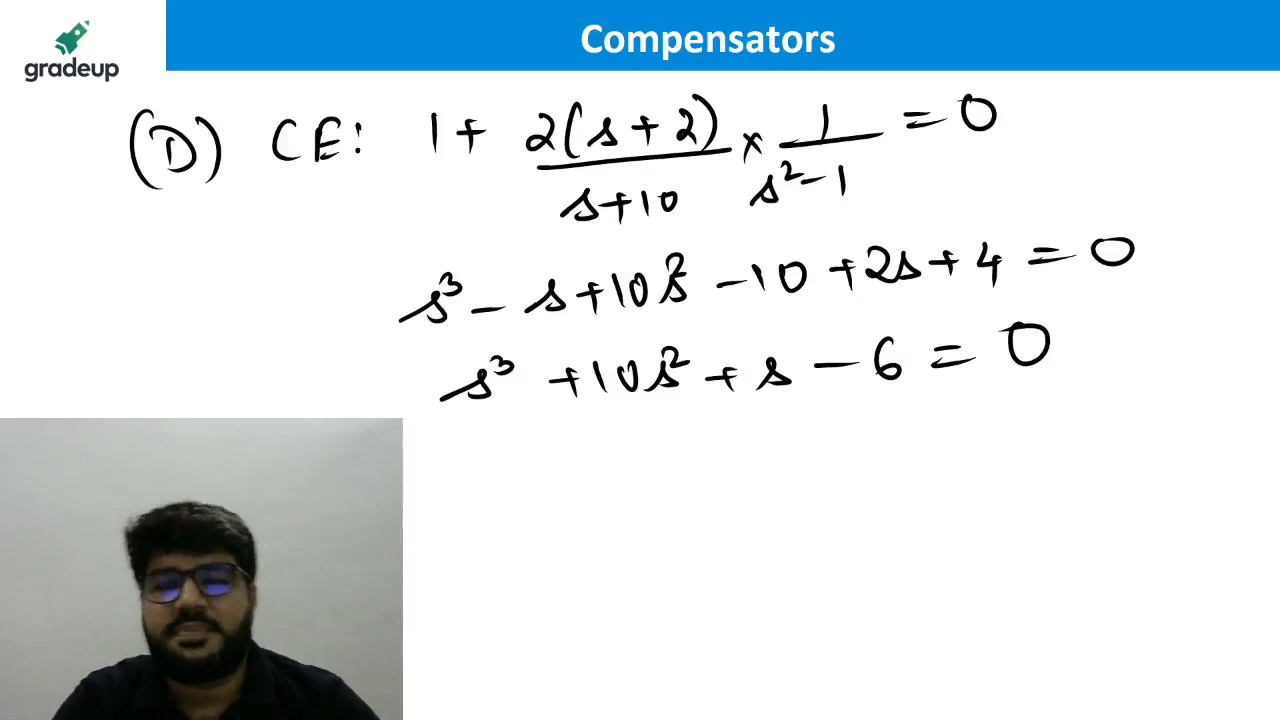 Compensators
gradeup
(D) CE: 1 + 2(s+2)/s+10 × 1/s²-1 = 0
s³ - s + 10s² - 10 + 2s + 4 = 0
s³ + 10s² + s - 6 = 0